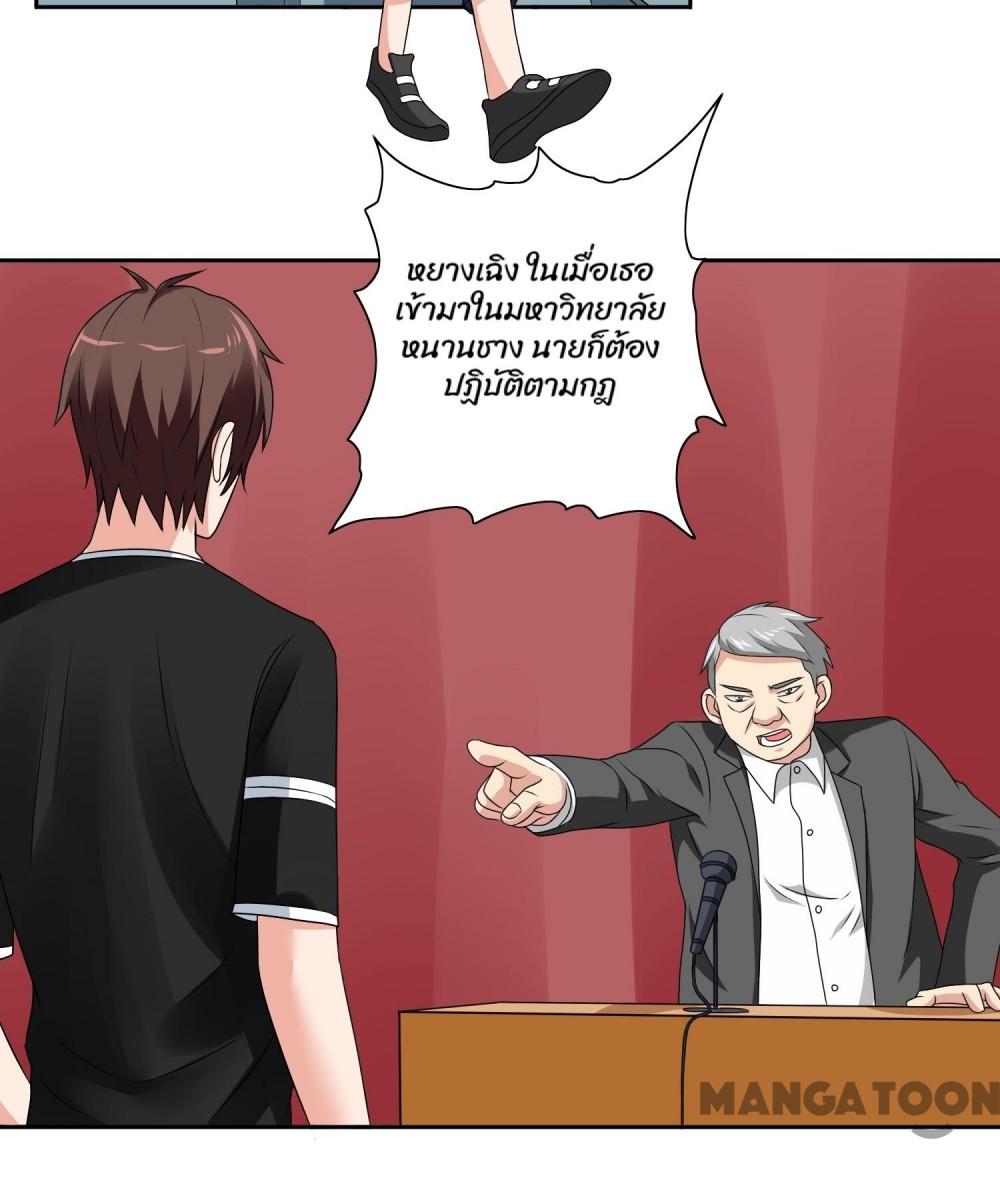 หยางเฉิง ในเมื่อเธอ
เข้ามาในมหาวิทยาลัย
หนานชาง นายก็ต้อง
ปฏิบัติตามกฎ
MANGATOON